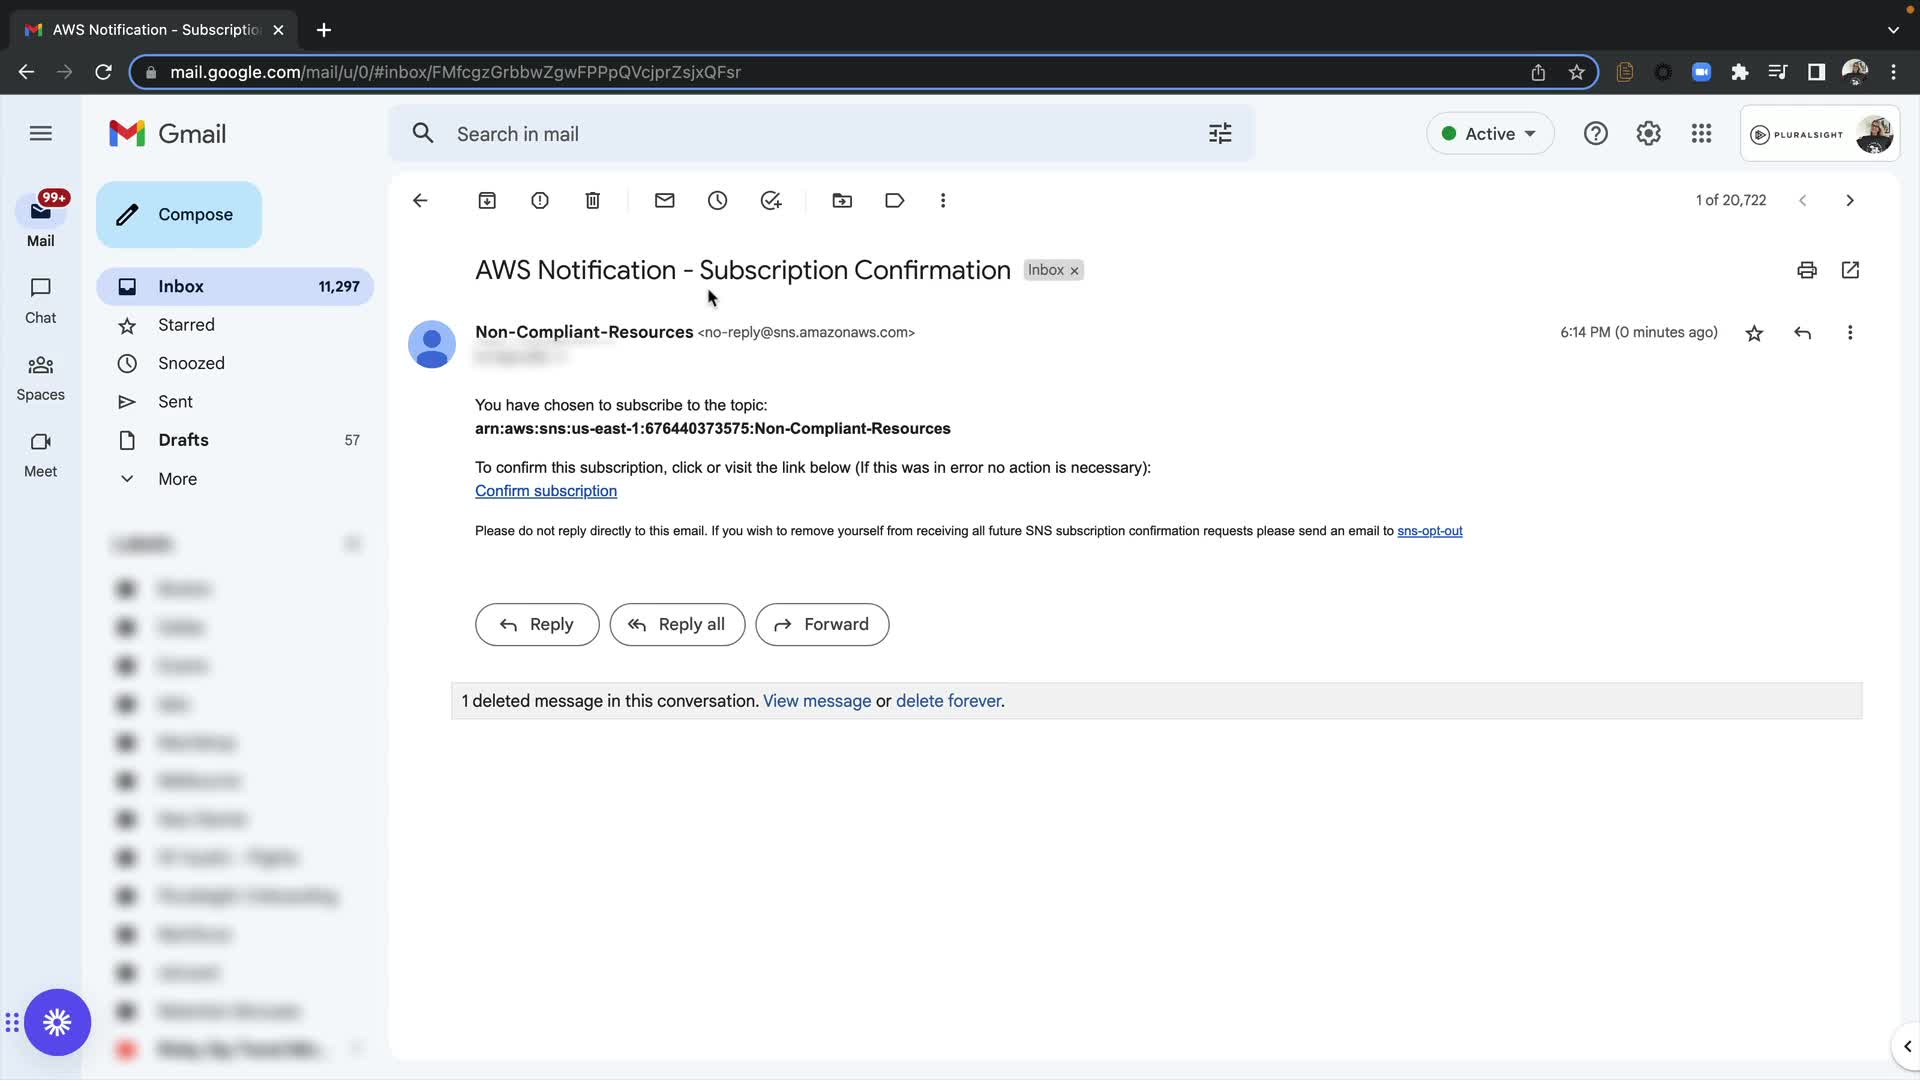 AWS Notification - Subscriptio
mail.google.com/mail/u/0/#inbox/FMfcgzGrbbwZgwFPPpQVcjprZsjxQFsr
Gmail
Search in mail
Active
PLURALSIGHT
99+
Mail
Chat
Spaces
Meet
Compose
Inbox 11,297
Starred
Snoozed
Sent
Drafts 57
More
1 of 20,722
AWS Notification - Subscription Confirmation Inbox ×
Non-Compliant-Resources <no-reply@sns.amazonaws.com>
6:14 PM (0 minutes ago)
You have chosen to subscribe to the topic:
arn:aws:sns:us-east-1:676440373575:Non-Compliant-Resources
To confirm this subscription, click or visit the link below (If this was in error no action is necessary):
Confirm subscription
Please do not reply directly to this email. If you wish to remove yourself from receiving all future SNS subscription confirmation requests please send an email to sns-opt-out
Reply
Reply all
Forward
1 deleted message in this conversation. View message or delete forever.